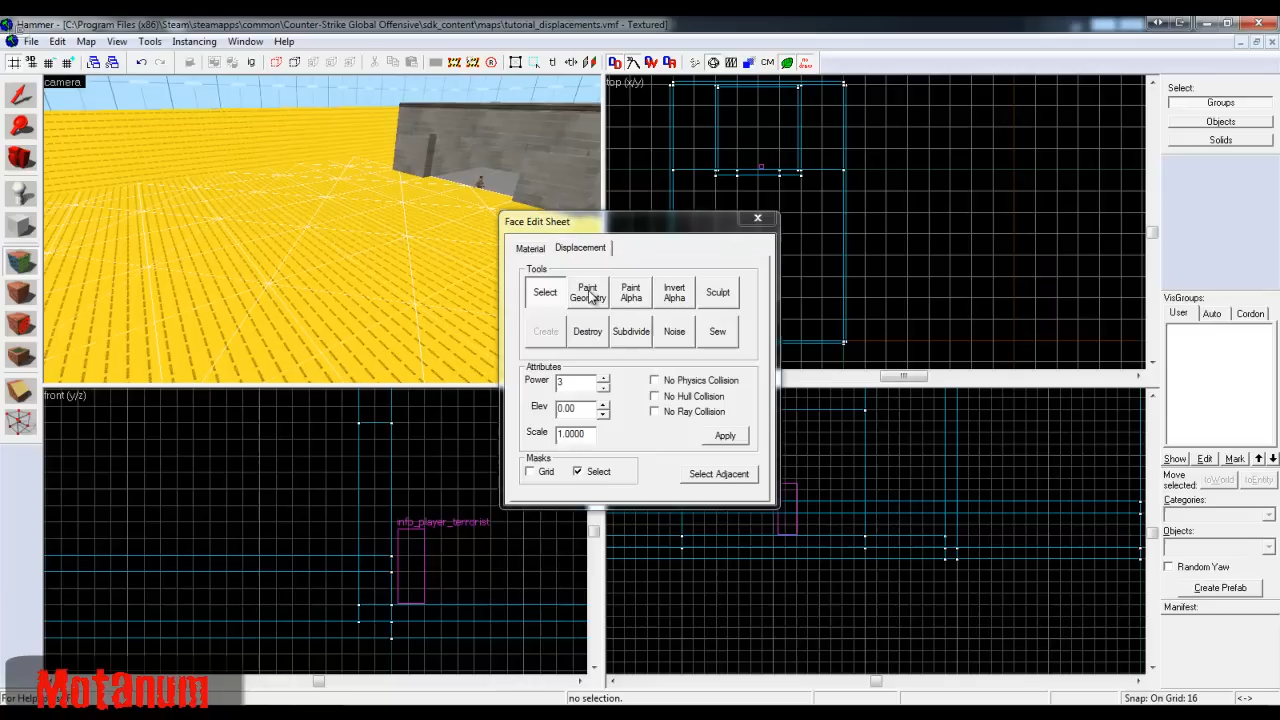 Hammer - [C:\Program Files (x86)\Steam\steamapps\common\Counter-Strike Global Offensive\sdk_content\maps\tutorial_displacements.vmf - Textured]
File Edit Map View Tools Instancing Window Help
camera
top (x/y)
front (y/z)
info_player_terrorist
Face Edit Sheet
Material Displacement
Tools
Select Paint Geometry Paint Alpha Invert Alpha Sculpt
Create Destroy Subdivide Noise Sew
Attributes
Power 3
Elev 0.00
Scale 1.0000
No Physics Collision
No Hull Collision
No Ray Collision
Apply
Masks
Grid Select
Select Adjacent
Select:
Groups
Objects
Solids
VisGroups:
User Auto Cordon
Show Edit Mark
Move selected: toWorld toEntity
Categories:
Objects:
Random Yaw
Create Prefab
Manifest:
Motanum
For Help
no selection.
Snap: On Grid: 16 <->